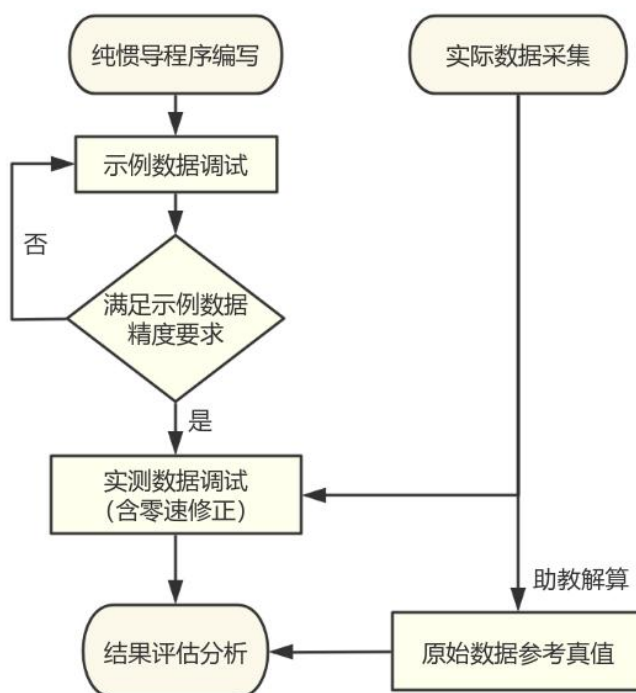 纯惯导程序编写
实际数据采集
示例数据调试
否
满足示例数据
精度要求
是
实测数据调试
（含零速修正）
助教解算
结果评估分析
原始数据参考真值